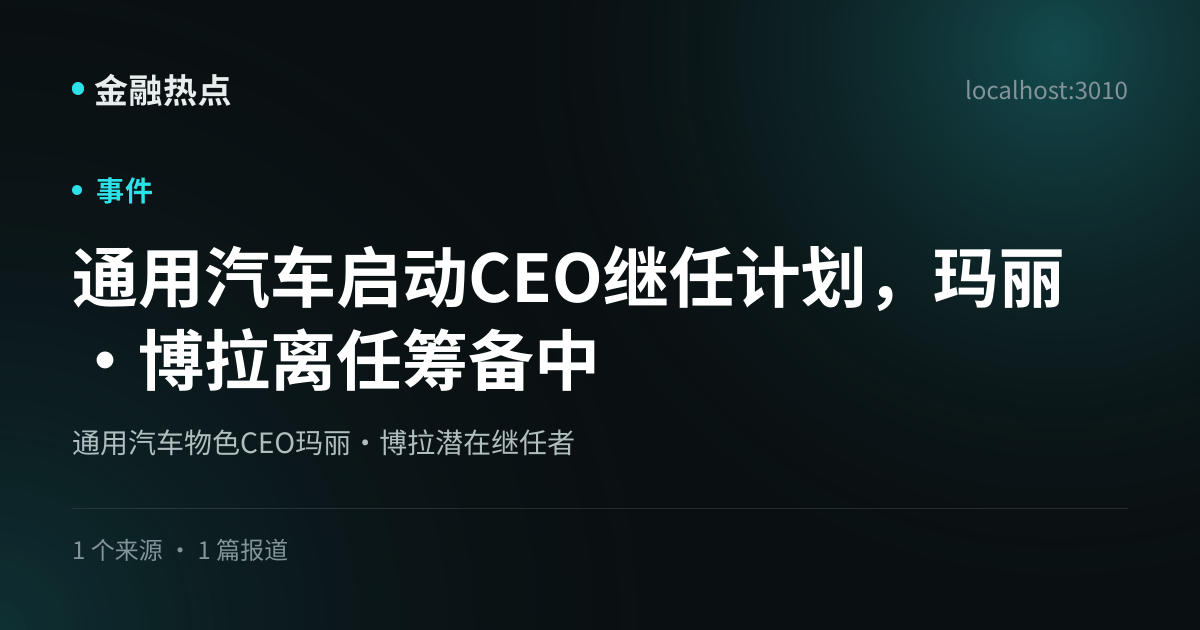 金融热点
localhost:3010
事件
通用汽车启动CEO继任计划，玛丽
·博拉离任筹备中
通用汽车物色CEO玛丽·博拉潜在继任者
1 个来源 · 1 篇报道